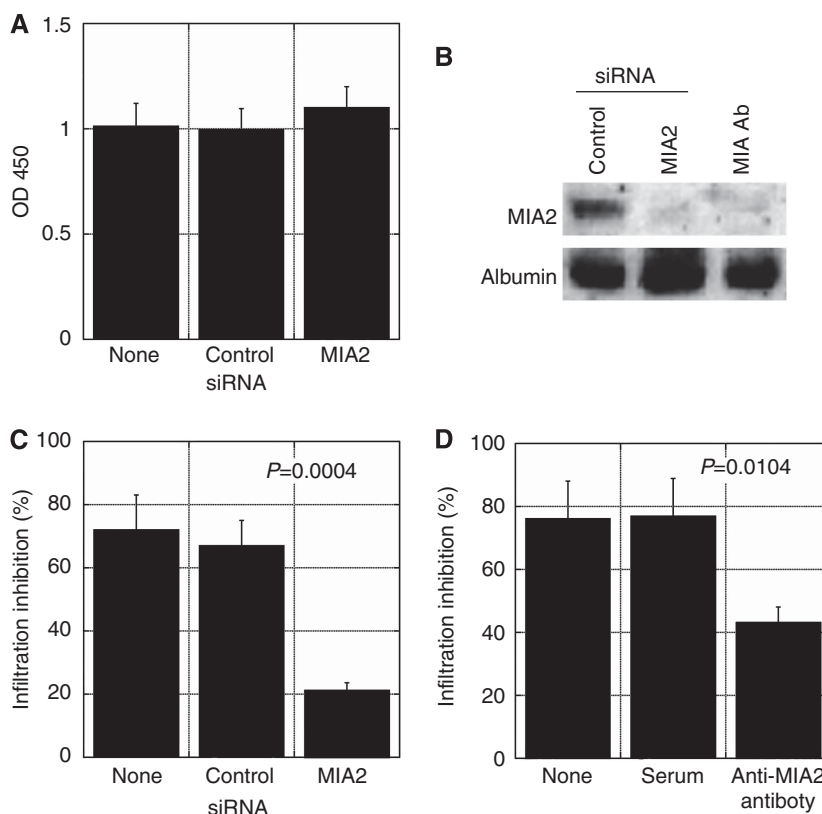 A
1.5
1
0.5
0
OD 450
None
Control
MIA2
siRNA
B
siRNA
Control
MIA2
MIA Ab
MIA2
Albumin
C
100
80
60
40
20
0
Infiltration inhibition (%)
P=0.0004
None
Control
MIA2
siRNA
D
100
80
60
40
20
0
Infiltration inhibition (%)
P=0.0104
None
Serum
Anti-MIA2
antiboty